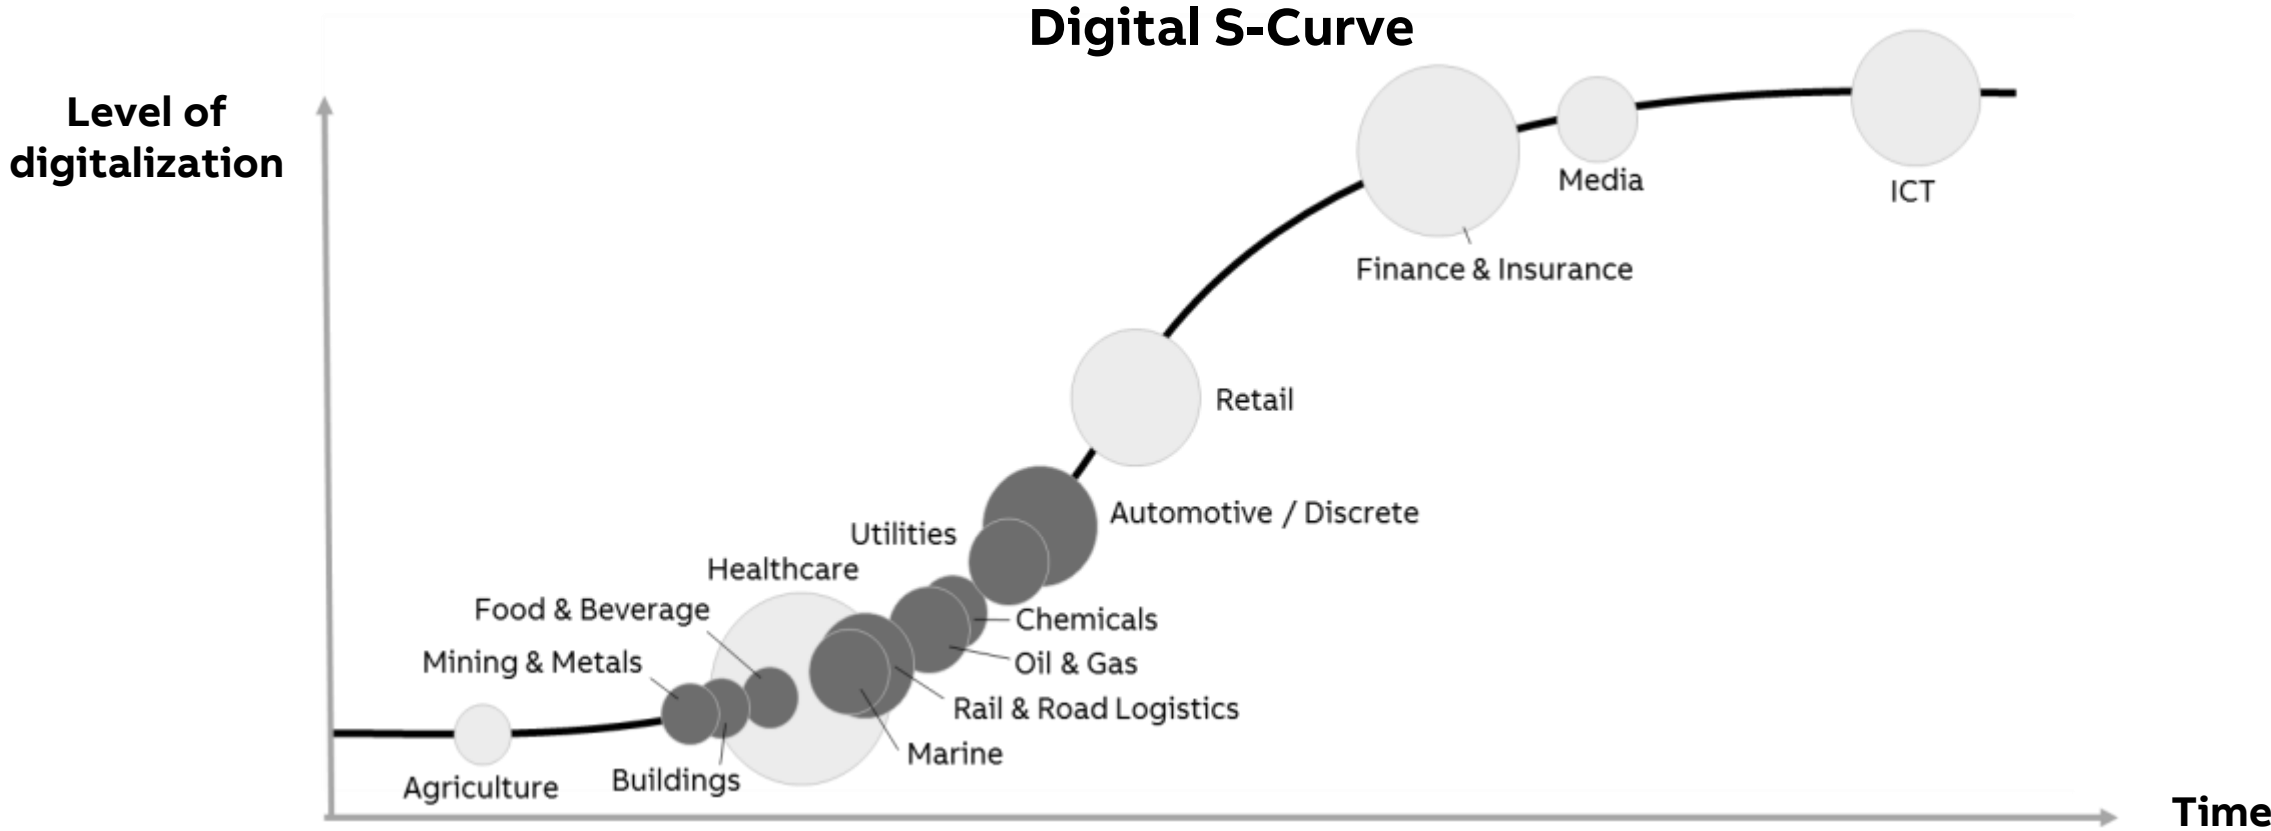 Digital S-Curve
Level of
digitalization
Media
ICT
Finance & Insurance
Retail
Automotive / Discrete
Utilities
Healthcare
Food & Beverage
Chemicals
Mining & Metals
Oil & Gas
Rail & Road Logistics
Marine
Buildings
Agriculture
Time